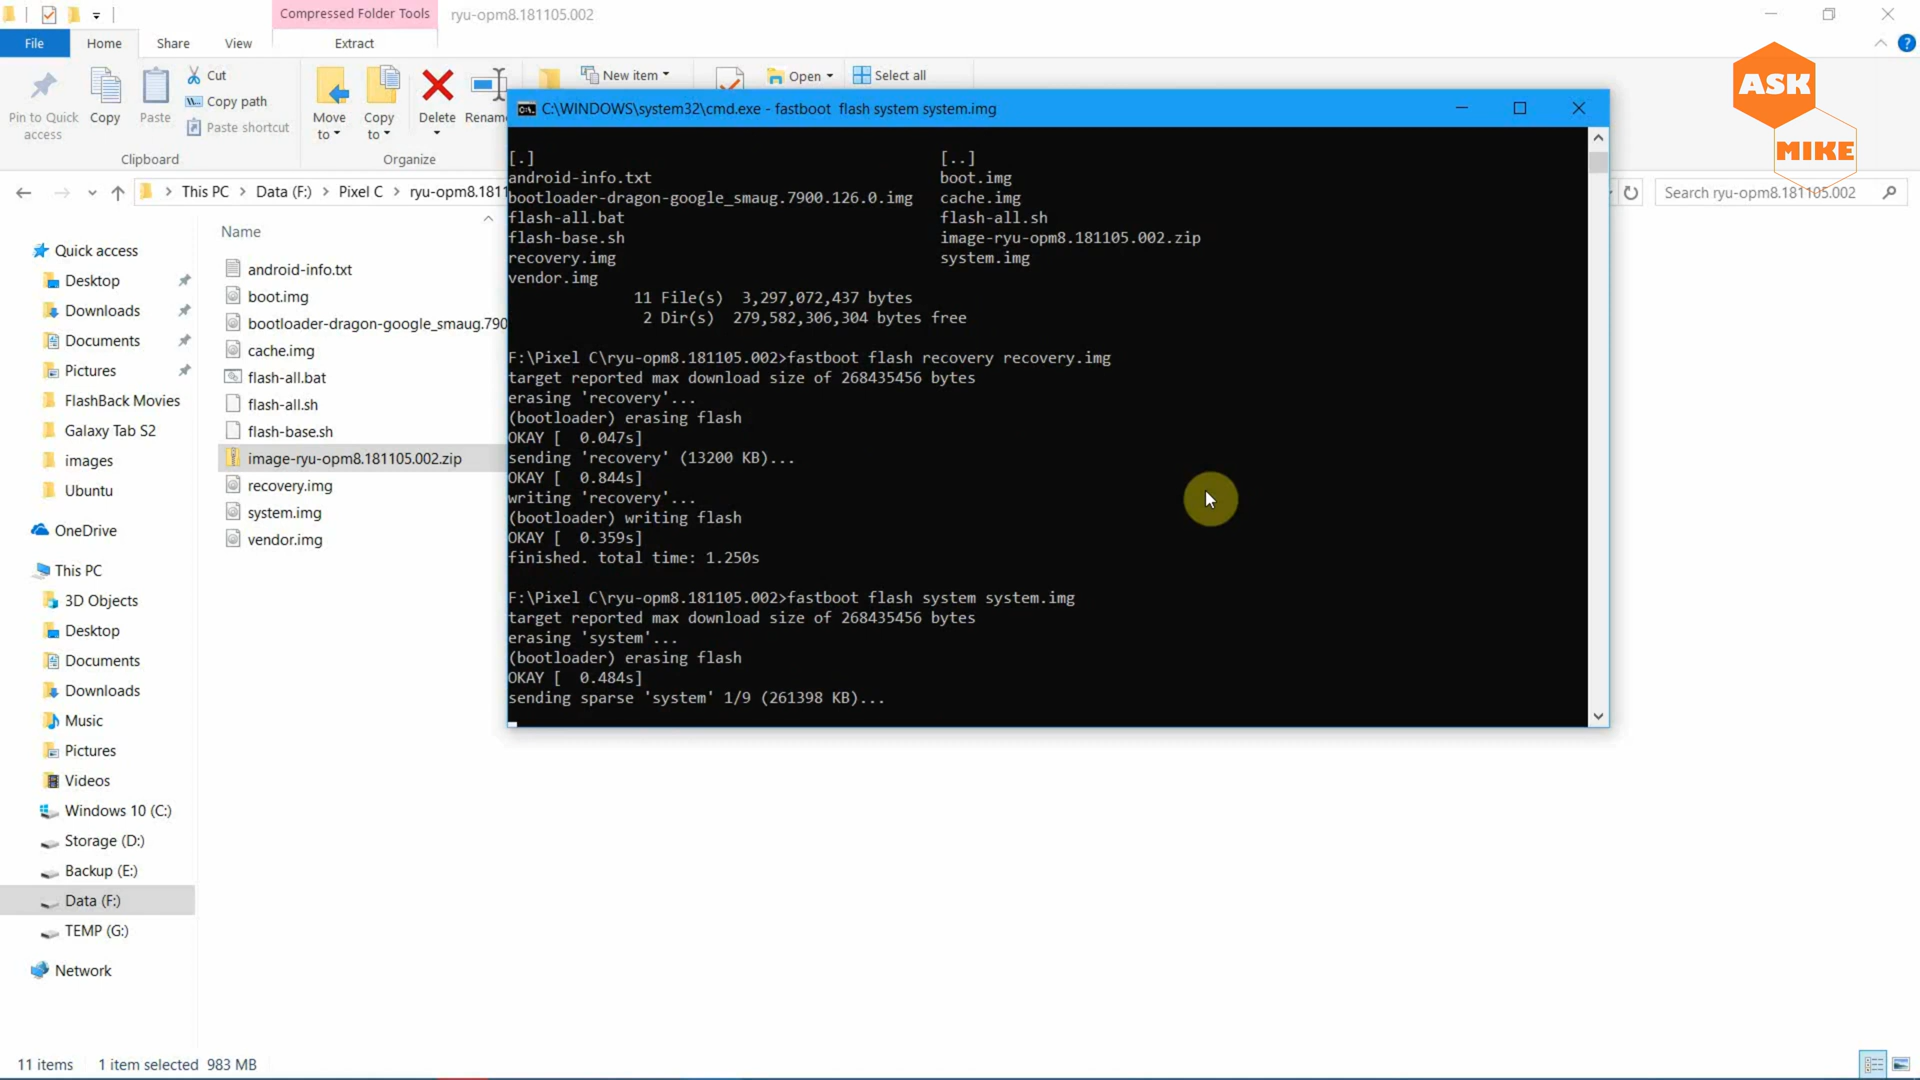 Compressed Folder Tools
ryu-opm8.181105.002
File
Home
Share
View
Extract
Pin to Quick access
Copy
Paste
Cut
Copy path
Paste shortcut
Clipboard
Move to
Copy to
Delete
Renam
Organize
New item
Open
Select all
ASK
MIKE
This PC > Data (F:) > Pixel C > ryu-opm8.1811
Search ryu-opm8.181105.002
Quick access
Desktop
Downloads
Documents
Pictures
FlashBack Movies
Galaxy Tab S2
images
Ubuntu
OneDrive
This PC
3D Objects
Desktop
Documents
Downloads
Music
Pictures
Videos
Windows 10 (C:)
Storage (D:)
Backup (E:)
Data (F:)
TEMP (G:)
Network
Name
android-info.txt
boot.img
bootloader-dragon-google_smaug.790
cache.img
flash-all.bat
flash-all.sh
flash-base.sh
image-ryu-opm8.181105.002.zip
recovery.img
system.img
vendor.img
C:\WINDOWS\system32\cmd.exe - fastboot  flash system system.img
[.] [..]
android-info.txt boot.img
bootloader-dragon-google_smaug.7900.126.0.img cache.img
flash-all.bat flash-all.sh
flash-base.sh image-ryu-opm8.181105.002.zip
recovery.img system.img
vendor.img
11 File(s)  3,297,072,437 bytes
2 Dir(s)  279,582,306,304 bytes free
F:\Pixel C\ryu-opm8.181105.002>fastboot flash recovery recovery.img
target reported max download size of 268435456 bytes
erasing 'recovery'...
(bootloader) erasing flash
OKAY [  0.047s]
sending 'recovery' (13200 KB)...
OKAY [  0.844s]
writing 'recovery'...
(bootloader) writing flash
OKAY [  0.359s]
finished. total time: 1.250s
F:\Pixel C\ryu-opm8.181105.002>fastboot flash system system.img
target reported max download size of 268435456 bytes
erasing 'system'...
(bootloader) erasing flash
OKAY [  0.484s]
sending sparse 'system' 1/9 (261398 KB)...
11 items
1 item selected  983 MB